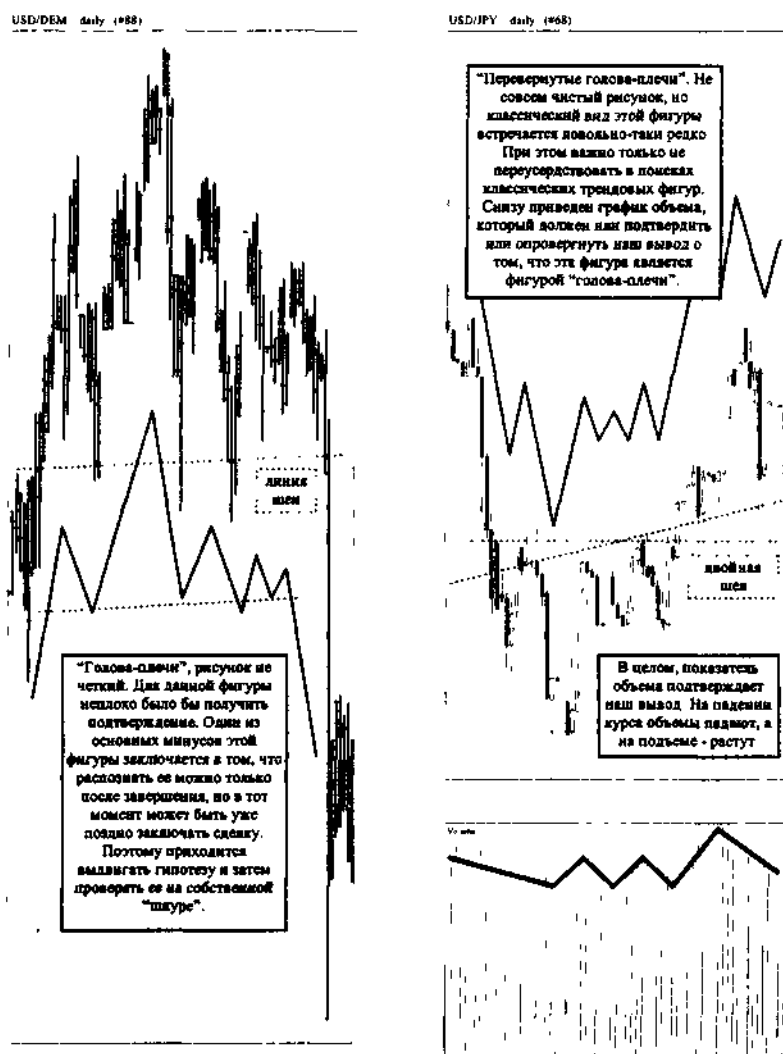 USD/DEM daily (#88)
линия
шеи
"Голова-плечи", рисунок не
четкий. Для данной фигуры
неплохо было бы получить
подтверждение. Один из
основных минусов этой
фигуры заключается в том, что
распознать ее можно только
после завершения, но в тот
момент может быть уже
поздно заключать сделку.
Поэтому приходится
выдвигать гипотезу и затем
проверять ее на собственной
"шкуре".
USD/JPY daily (#68)
"Перевернутые голова-плечи". Не
совсем чистый рисунок, но
классический вид этой фигуры
встречается довольно-таки редко
При этом важно только не
переусердствовать в поисках
классических трендовых фигур.
Снизу приведен график объема,
который должен или подтвердить
или опровергнуть наш вывод о
том, что эта фигура является
фигурой "голова-плечи".
двойная
шея
В целом, показатель
объема подтверждает
наш вывод. На падении
курса объемы падают, а
на подъеме - растут
Volume